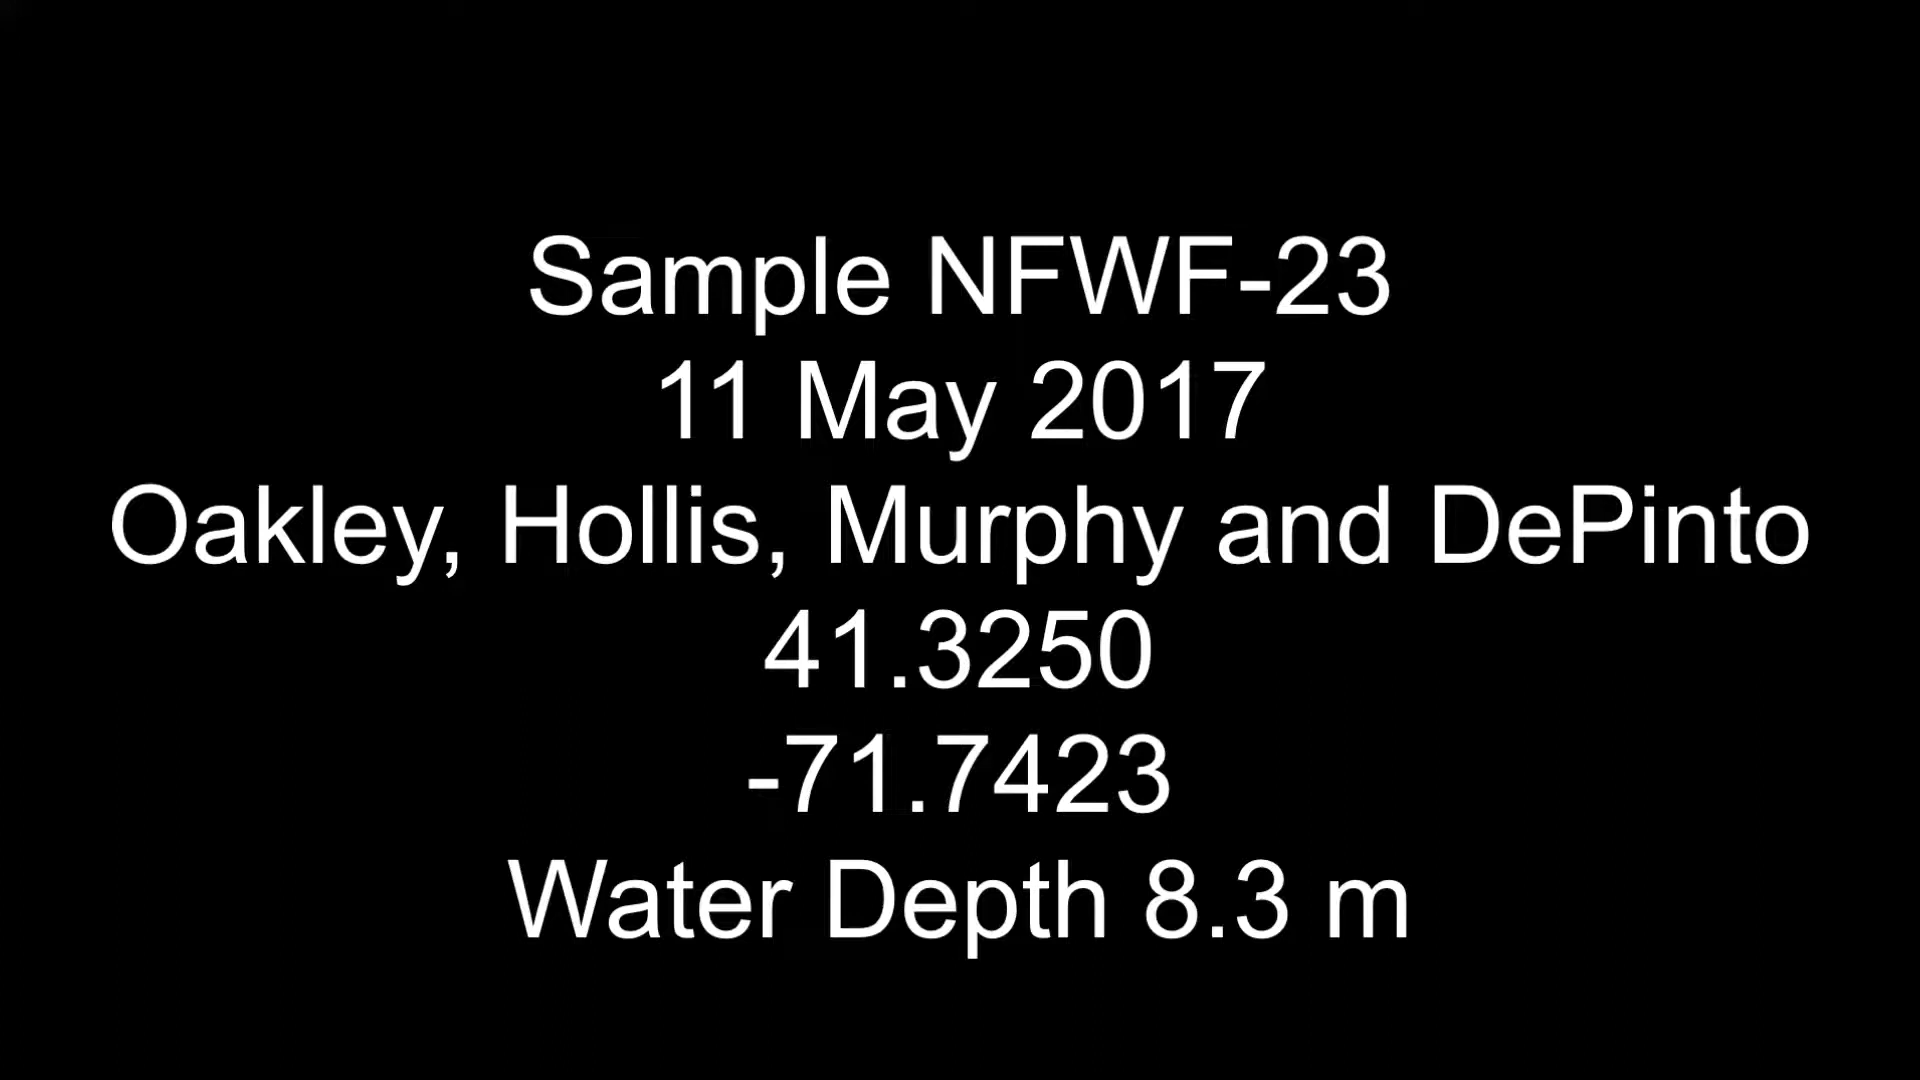 Sample NFWF-23
11 May 2017
Oakley, Hollis, Murphy and DePinto
41.3250
-71.7423
Water Depth 8.3 m